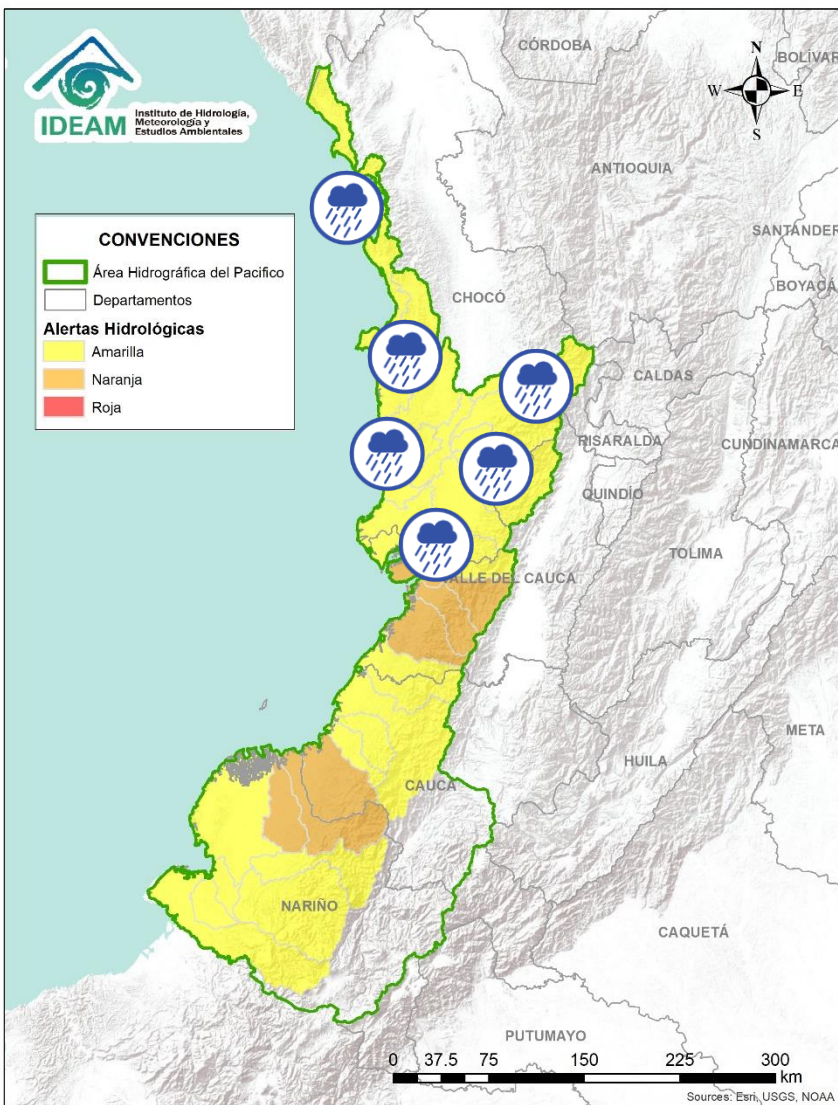 IDEAM
Instituto de Hidrología,
Meteorología y
Estudios Ambientales
CÓRDOBA
BOLÍVAR
N
W
E
S
ANTIOQUIA
SANTANDER
BOYACÁ
CONVENCIONES
Área Hidrográfica del Pacifico
Departamentos
Alertas Hidrológicas
Amarilla
Naranja
Roja
CHOCÓ
CALDAS
RISARALDA
CUNDINAMARCA
QUINDÍO
TOLIMA
VALLE DEL CAUCA
META
HUILA
CAUCA
NARIÑO
CAQUETÁ
PUTUMAYO
0 37.5 75 150 225 300
km
Sources: Esri, USGS, NOAA